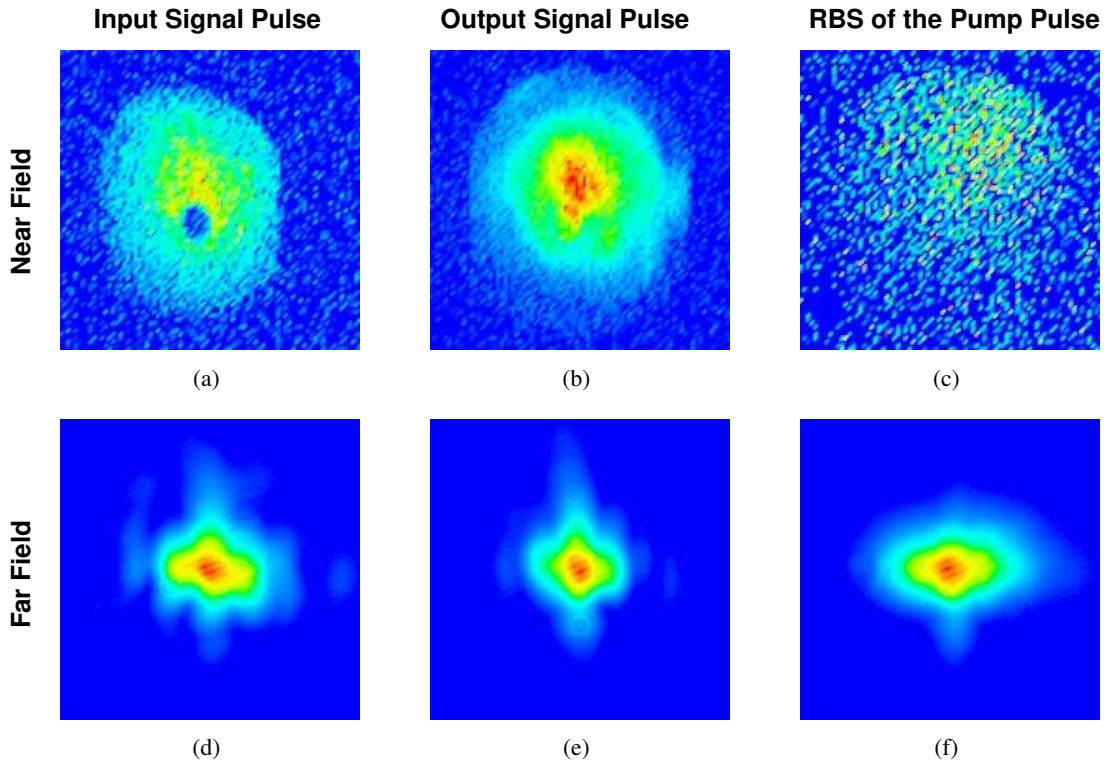 Input Signal Pulse
Output Signal Pulse
RBS of the Pump Pulse
Near Field
(a)
(b)
(c)
Far Field
(d)
(e)
(f)